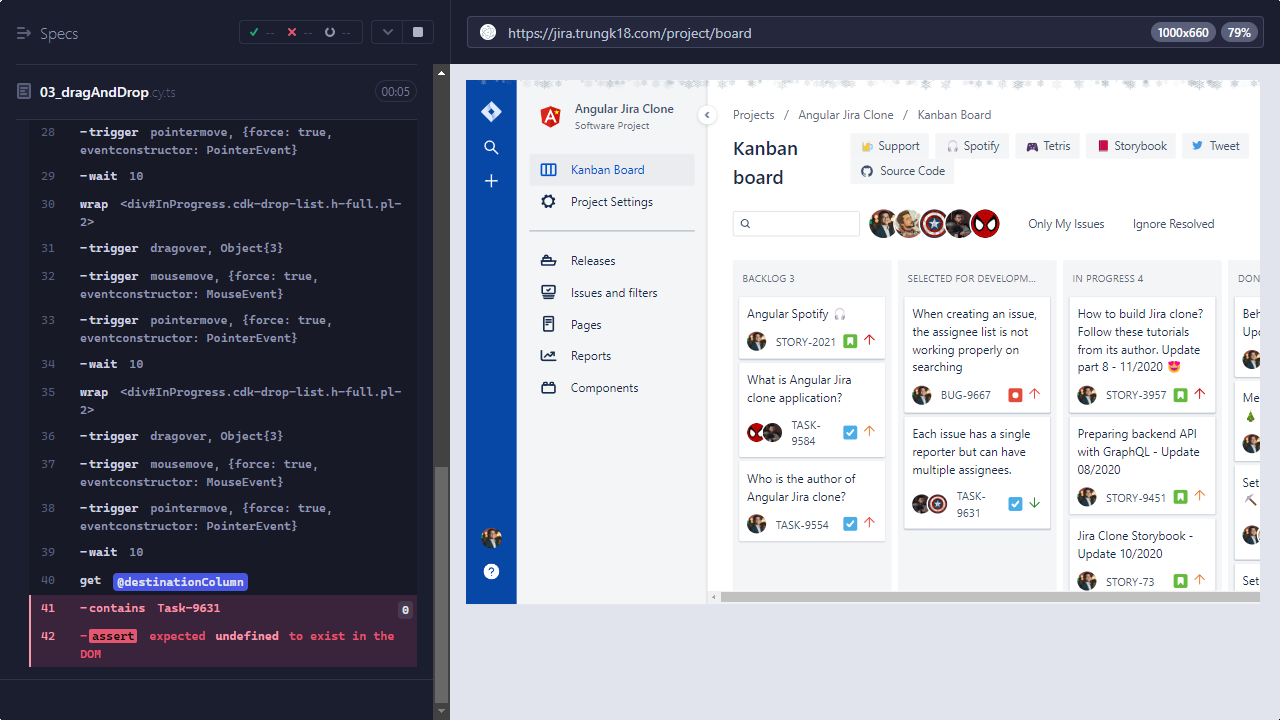 Specs
--
--
--
https://jira.trungk18.com/project/board
1000x660
79%
03_dragAndDrop.cy.ts
00:05
28 -trigger pointermove, {force: true,
eventconstructor: PointerEvent}
29 -wait 10
30 wrap <div#InProgress.cdk-drop-list.h-full.pl-
2>
31 -trigger dragover, Object{3}
32 -trigger mousemove, {force: true,
eventconstructor: MouseEvent}
33 -trigger pointermove, {force: true,
eventconstructor: PointerEvent}
34 -wait 10
35 wrap <div#InProgress.cdk-drop-list.h-full.pl-
2>
36 -trigger dragover, Object{3}
37 -trigger mousemove, {force: true,
eventconstructor: MouseEvent}
38 -trigger pointermove, {force: true,
eventconstructor: PointerEvent}
39 -wait 10
40 get @destinationColumn
41 -contains Task-9631 0
42 -assert expected undefined to exist in the
DOM
Angular Jira Clone
Software Project
Kanban Board
Project Settings
Releases
Issues and filters
Pages
Reports
Components
Projects / Angular Jira Clone / Kanban Board
Kanban
board
Support
Spotify
Tetris
Storybook
Tweet
Source Code
Only My Issues
Ignore Resolved
BACKLOG 3
Angular Spotify 🎧
STORY-2021
What is Angular Jira
clone application?
TASK-
9584
Who is the author of
Angular Jira clone?
TASK-9554
SELECTED FOR DEVELOPM...
When creating an issue,
the assignee list is not
working properly on
searching
BUG-9667
Each issue has a single
reporter but can have
multiple assignees.
TASK-
9631
IN PROGRESS 4
How to build Jira clone?
Follow these tutorials
from its author. Update
part 8 - 11/2020 😍
STORY-3957
Preparing backend API
with GraphQL - Update
08/2020
STORY-9451
Jira Clone Storybook -
Update 10/2020
STORY-73
DON
Beh
Upo
Me
Set
Set